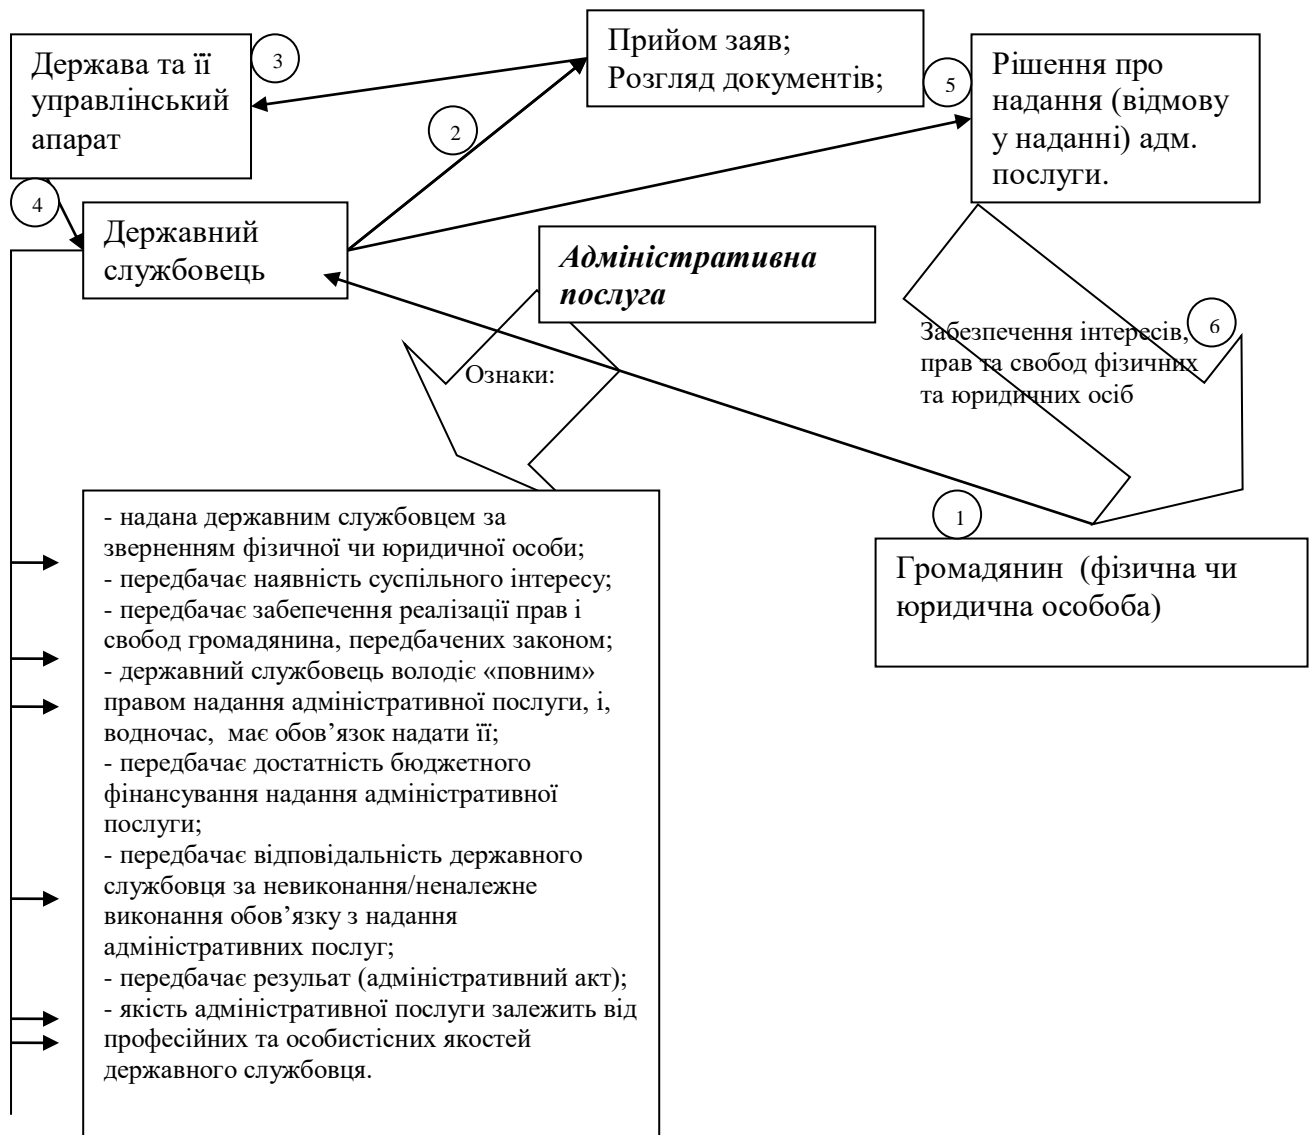 Держава та її
управлінський
апарат
3
Прийом заяв;
Розгляд документів;
5
Рішення про
надання (відмову
у наданні) адм.
послуги.
2
4
Державний
службовець
Адміністративна
послуга
6
Забезпечення інтересів,
прав та свобод фізичних
та юридичних осіб
Ознаки:
1
Громадянин (фізична чи
юридична особоба)
- надана державним службовцем за
зверненням фізичної чи юридичної особи;
- передбачає наявність суспільного інтересу;
- передбачає забепечення реалізації прав і
свобод громадянина, передбачених законом;
- державний службовець володіє «повним»
правом надання адміністративної послуги, і,
водночас, має обов’язок надати її;
- передбачає достатність бюджетного
фінансування надання адміністративної
послуги;
- передбачає відповідальність державного
службовця за невиконання/неналежне
виконання обов’язку з надання
адміністративних послуг;
- передбачає резульат (адміністративний акт);
- якість адміністративної послуги залежить від
професійних та особистісних якостей
державного службовця.